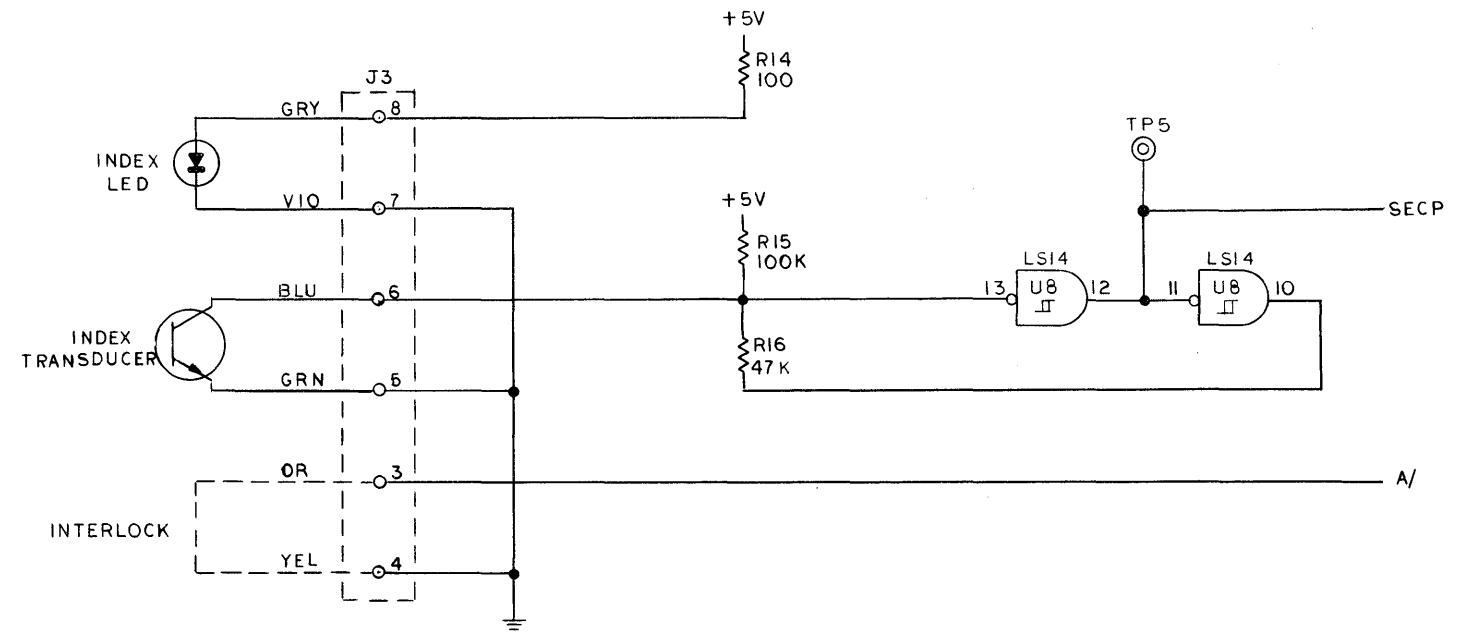 +5V
R14
100
J3
GRY
8
INDEX
LED
TP5
VIO
7
+5V
SECP
R15
100K
LS14
LS14
BLU
6
13
U8
12
11
U8
10
INDEX
TRANSDUCER
R16
47K
GRN
5
OR
3
A/
INTERLOCK
YEL
4